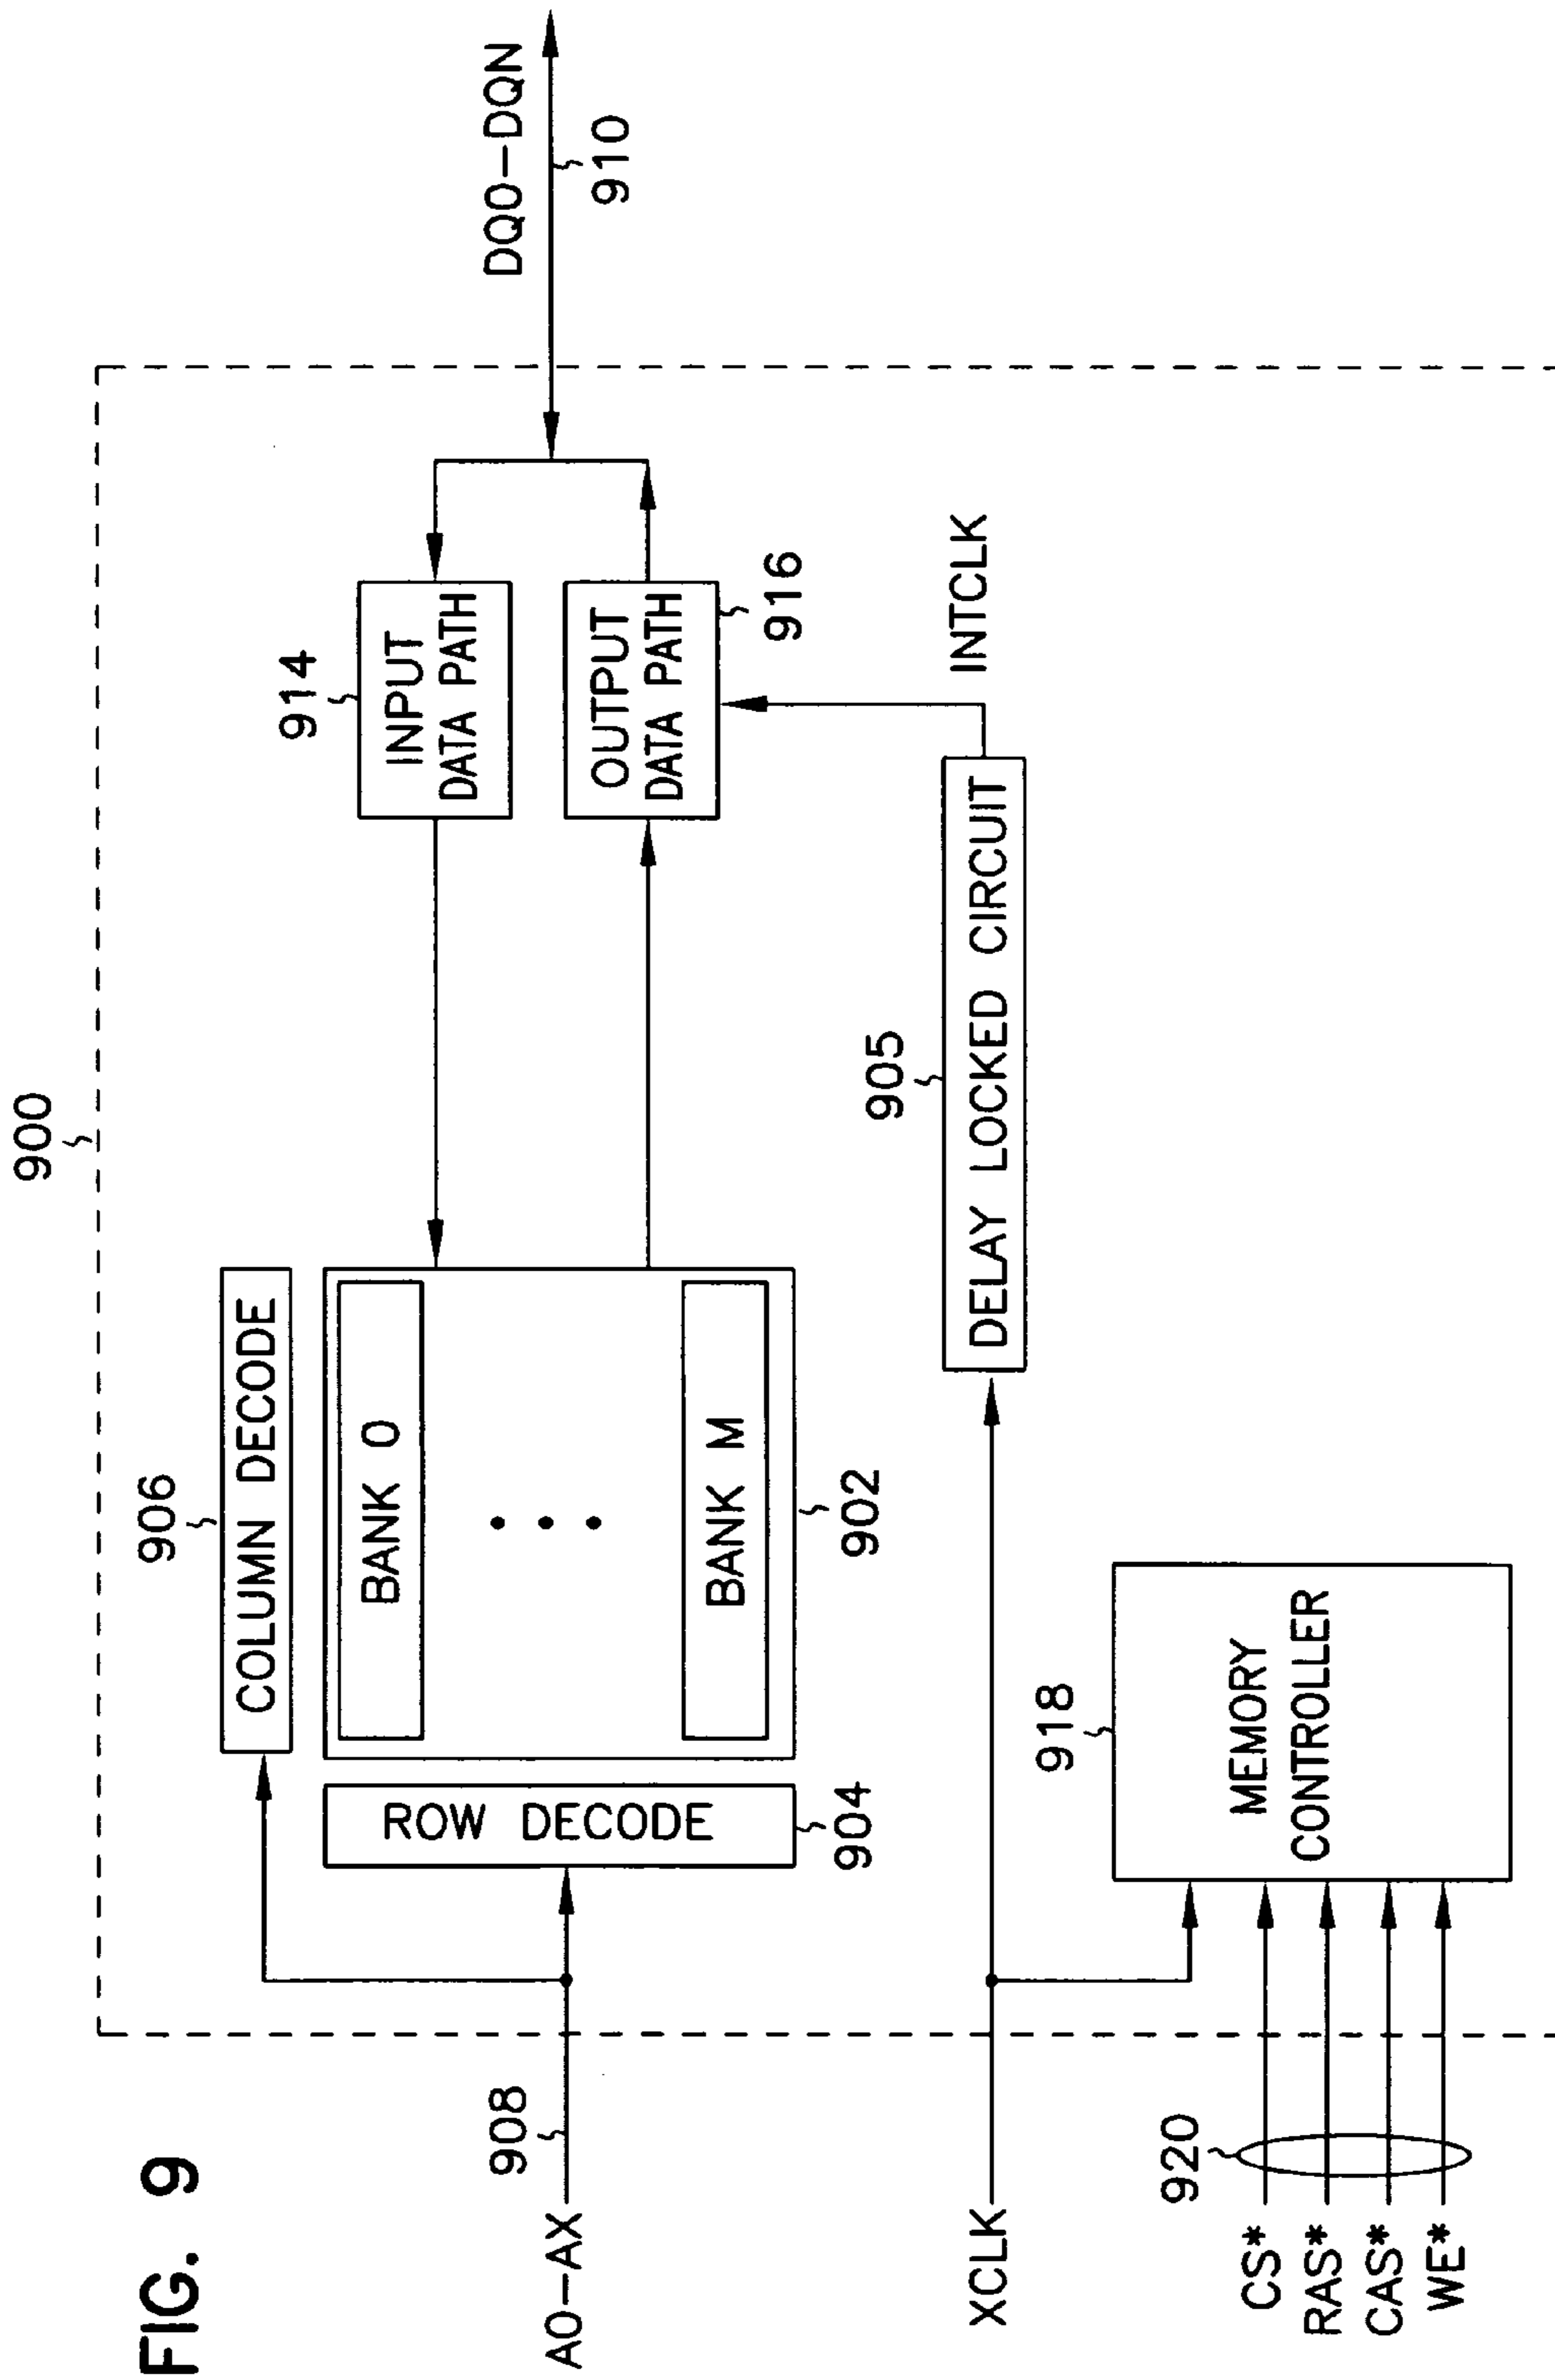 FIG. 9
900
906
COLUMN DECODE
914
INPUT
DATA PATH
DQ0-DQN
910
BANK 0
908
A0-AX
ROW DECODE
904
BANK M
902
OUTPUT
DATA PATH
916
905
DELAY LOCKED CIRCUIT
INTCLK
XCLK
918
MEMORY
CONTROLLER
920
CS*
RAS*
CAS*
WE*